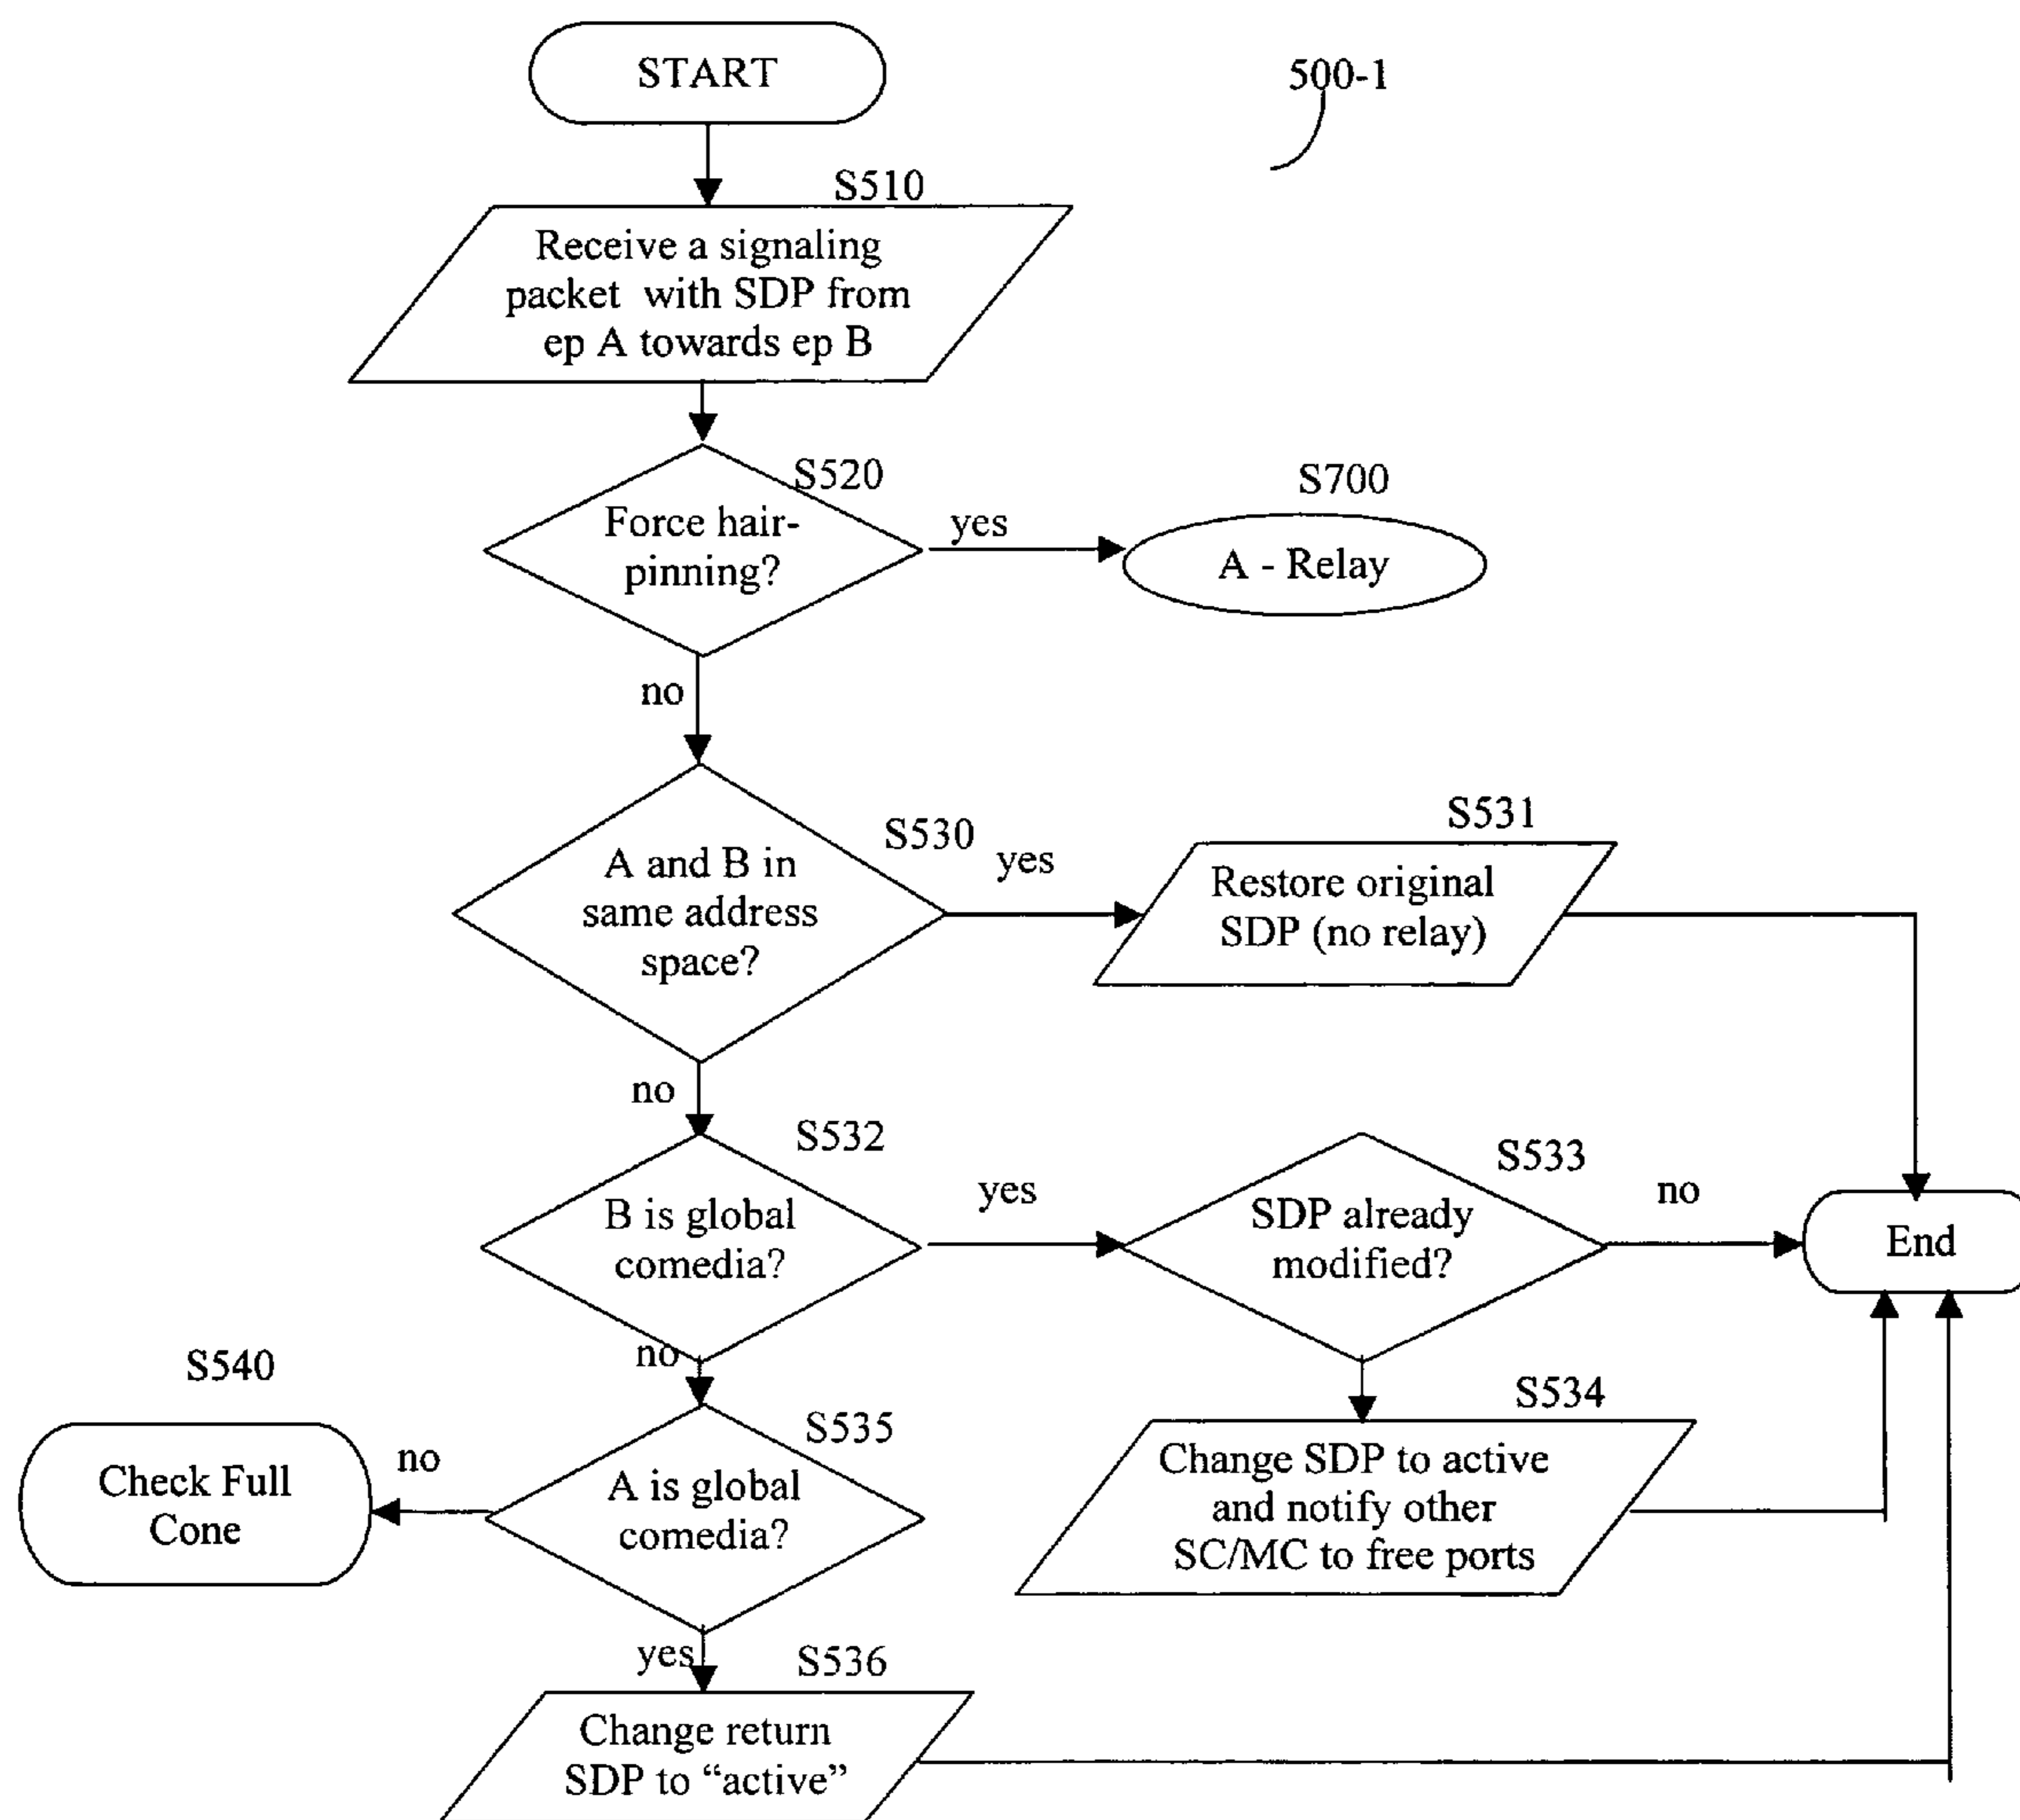 START
500-1
S510
Receive a signaling
packet with SDP from
ep A towards ep B
S520
Force hair-
pinning?
yes
S700
A - Relay
no
S530
A and B in
same address
space?
yes
S531
Restore original
SDP (no relay)
no
S532
B is global
comedia?
yes
S533
SDP already
modified?
no
End
no
S540
Check Full
Cone
no
S535
A is global
comedia?
S534
Change SDP to active
and notify other
SC/MC to free ports
yes
S536
Change return
SDP to “active”